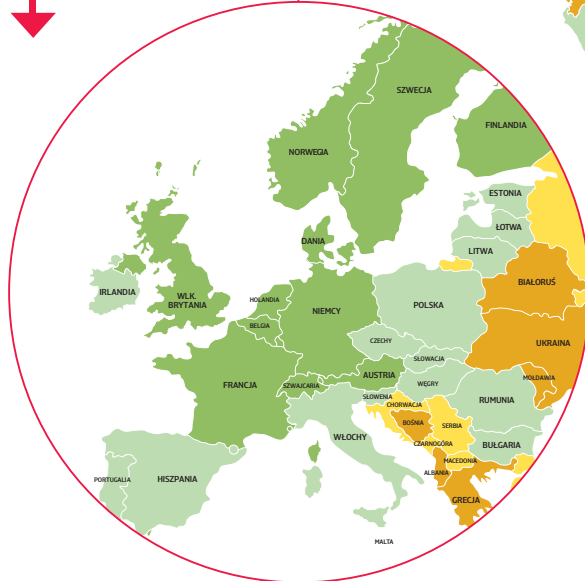 SZWECJA
FINLANDIA
NORWEGIA
ESTONIA
ŁOTWA
DANIA
LITWA
BIAŁORUŚ
IRLANDIA
WLK.
BRYTANIA
HOLANDIA
NIEMCY
POLSKA
BELGIA
UKRAINA
CZECHY
SŁOWACJA
FRANCJA
SZWAJCARIA
AUSTRIA
WĘGRY
MOŁDAWIA
SŁOWENIA
RUMUNIA
CHORWACJA
BOŚNIA
SERBIA
WŁOCHY
CZARNOGÓRA
BUŁGARIA
MACEDONIA
ALBANIA
PORTUGALIA
HISZPANIA
GRECJA
MALTA